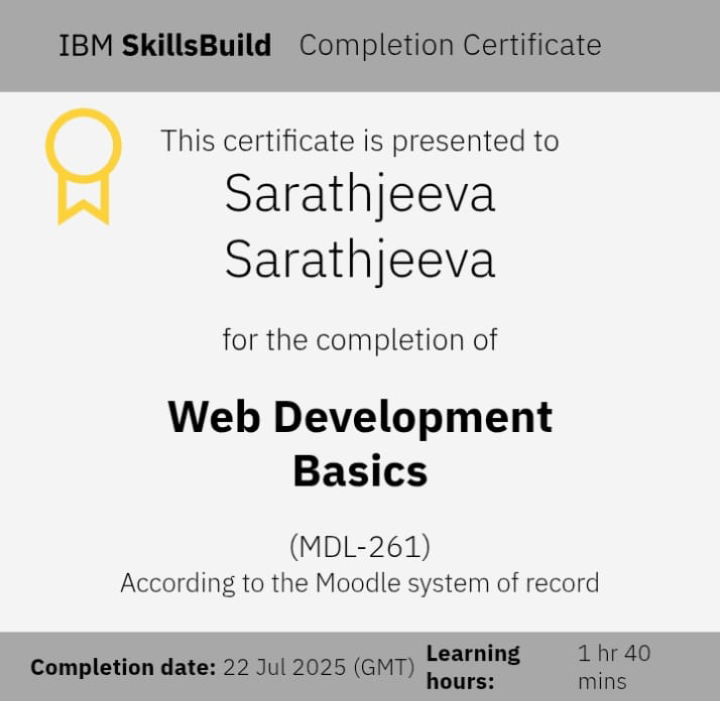 IBM SkillsBuild Completion Certificate
This certificate is presented to
Sarathjeeva
Sarathjeeva
for the completion of
Web Development
Basics
(MDL-261)
According to the Moodle system of record
Completion date: 22 Jul 2025 (GMT)
Learning
hours:
1 hr 40
mins